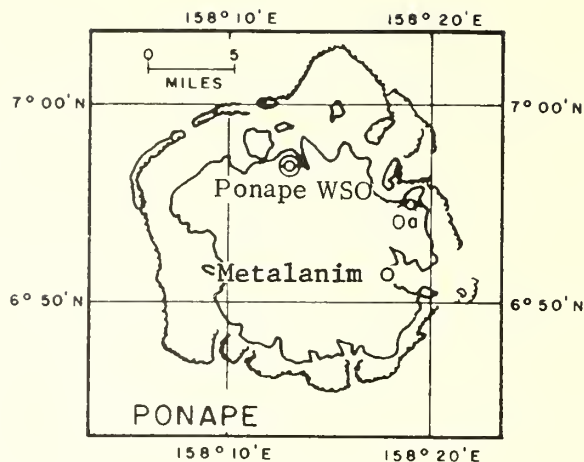 158° 10' E
158° 20' E
0 5
MILES
7° 00' N
7° 00' N
Ponape WSO
Oa
Metalanim
6° 50' N
6° 50' N
PONAPE
158° 10' E
158° 20' E